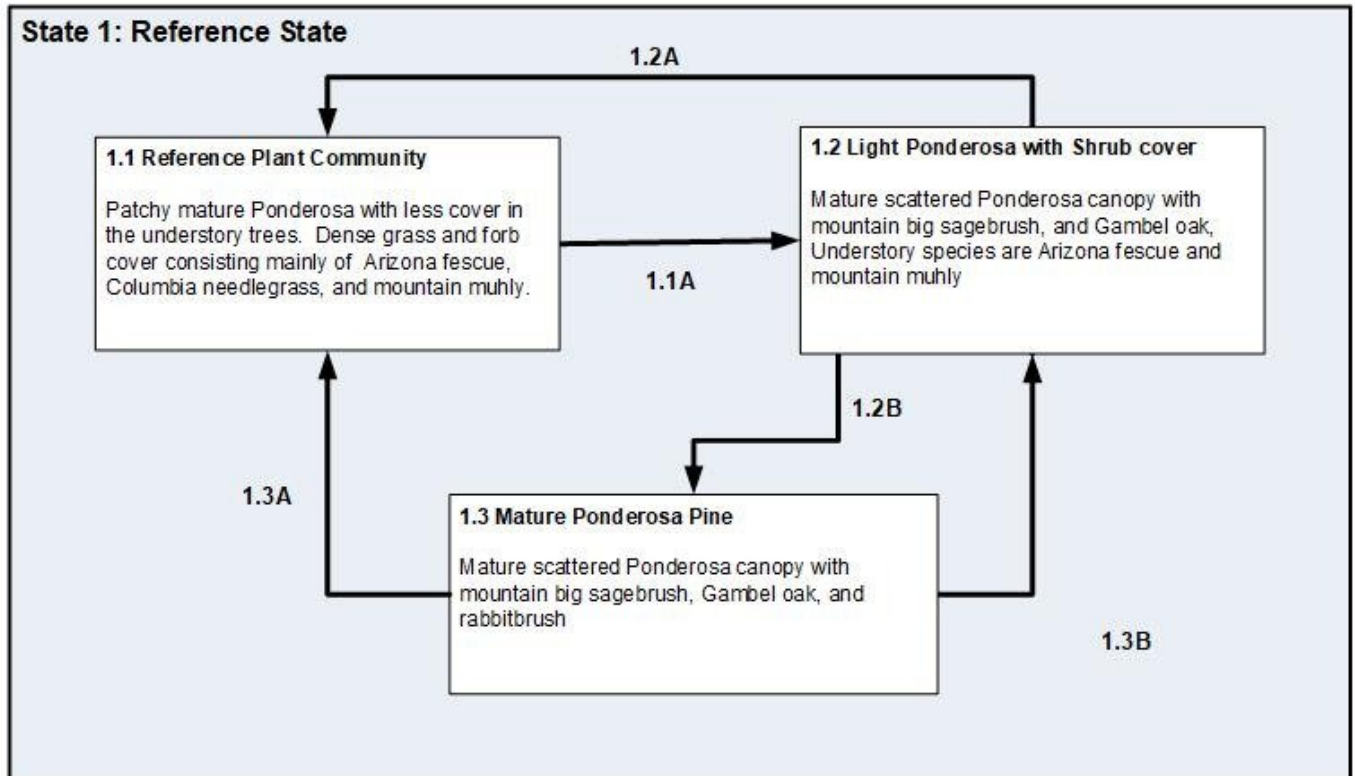 State 1: Reference State
1.2A
1.1 Reference Plant Community
Patchy mature Ponderosa with less cover in
the understory trees.  Dense grass and forb
cover consisting mainly of  Arizona fescue,
Columbia needlegrass, and mountain muhly.
1.1A
1.2 Light Ponderosa with Shrub cover
Mature scattered Ponderosa canopy with
mountain big sagebrush, and Gambel oak,
Understory species are Arizona fescue and
mountain muhly
1.2B
1.3A
1.3 Mature Ponderosa Pine
Mature scattered Ponderosa canopy with
mountain big sagebrush, Gambel oak, and
rabbitbrush
1.3B